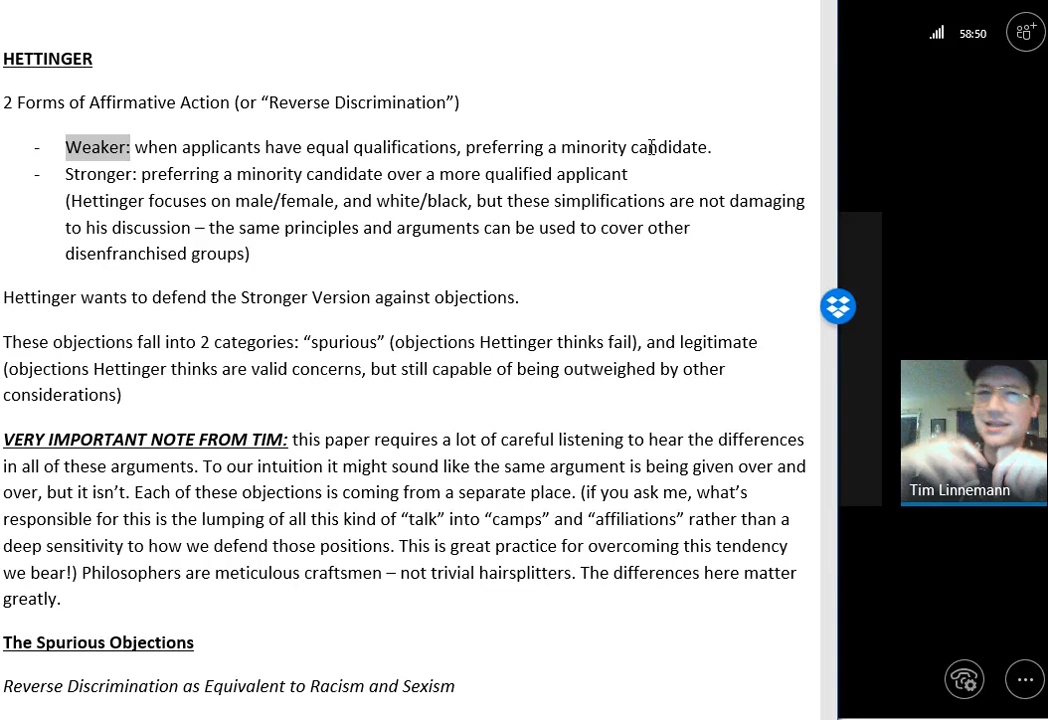 HETTINGER
2 Forms of Affirmative Action (or “Reverse Discrimination”)
- Weaker: when applicants have equal qualifications, preferring a minority candidate.
- Stronger: preferring a minority candidate over a more qualified applicant
(Hettinger focuses on male/female, and white/black, but these simplifications are not damaging
to his discussion – the same principles and arguments can be used to cover other
disenfranchised groups)
Hettinger wants to defend the Stronger Version against objections.
These objections fall into 2 categories: “spurious” (objections Hettinger thinks fail), and legitimate
(objections Hettinger thinks are valid concerns, but still capable of being outweighed by other
considerations)
VERY IMPORTANT NOTE FROM TIM: this paper requires a lot of careful listening to hear the differences
in all of these arguments. To our intuition it might sound like the same argument is being given over and
over, but it isn’t. Each of these objections is coming from a separate place. (if you ask me, what’s
responsible for this is the lumping of all this kind of “talk” into “camps” and “affiliations” rather than a
deep sensitivity to how we defend those positions. This is great practice for overcoming this tendency
we bear!) Philosophers are meticulous craftsmen – not trivial hairsplitters. The differences here matter
greatly.
The Spurious Objections
Reverse Discrimination as Equivalent to Racism and Sexism
58:50
Tim Linnemann